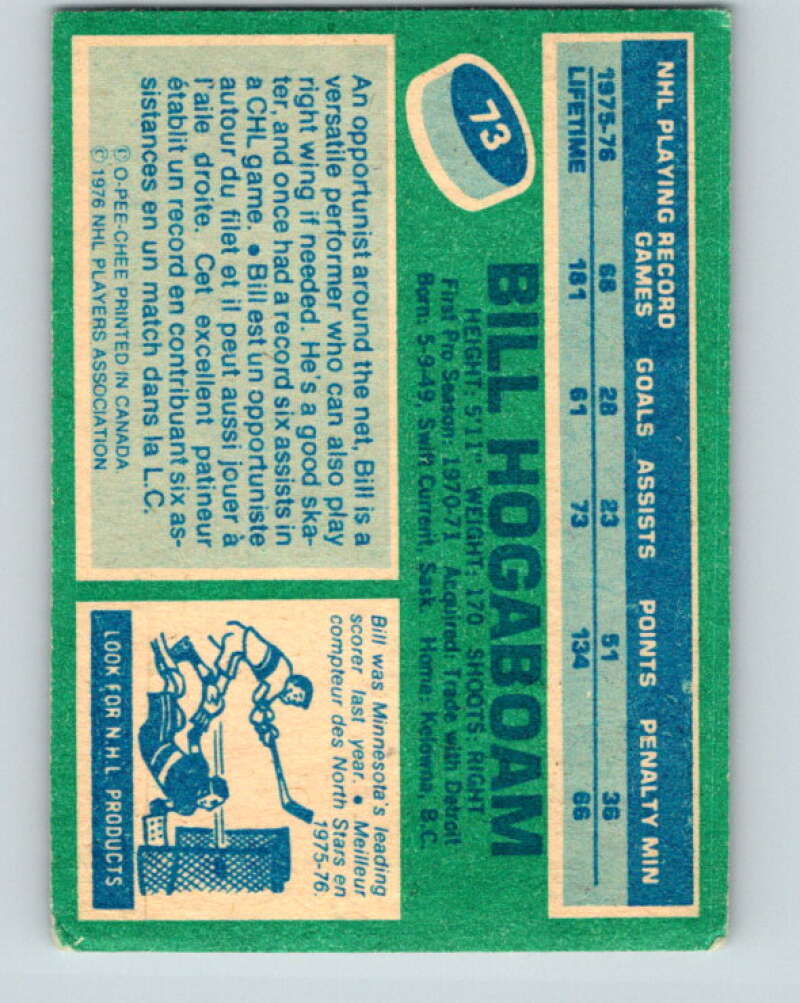 NHL PLAYING RECORD
GAMES GOALS ASSISTS POINTS PENALTY MIN
1975-76 68 28 23 51 36
LIFETIME 181 61 73 134 66
73
BILL HOGABOAM
HEIGHT: 5'11" WEIGHT: 170 SHOOTS: RIGHT
First Pro Season: 1970-71 Acquired: Trade with Detroit
Born: 5-9-49, Swift Current, Sask. Home: Kelowna, B.C.
An opportunist around the net, Bill is a
versatile performer who can also play
right wing if needed. He's a good ska-
ter, and once had a record six assists in
a CHL game. • Bill est un opportuniste
autour du filet et il peut aussi jouer à
l'aile droite. Cet excellent patineur
établit un record en contribuant six as-
sistances en un match dans la L.C.
© O-PEE-CHEE PRINTED IN CANADA
© 1976 NHL PLAYERS ASSOCIATION
Bill was Minnesota's leading
scorer last year. • Meilleur
compteur des North Stars en
1975-76.
LOOK FOR N.H.L. PRODUCTS